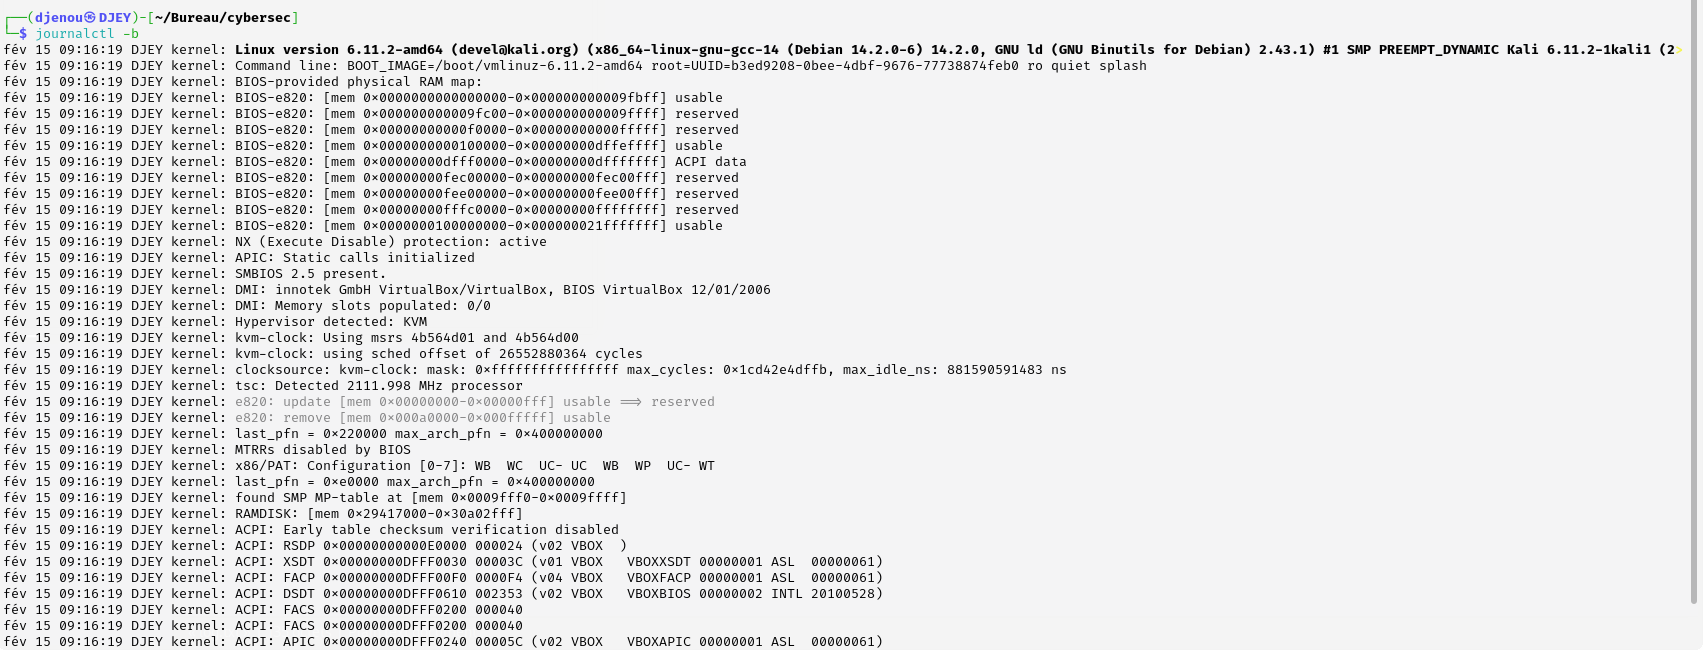 ┌──(djenou㉿DJEY)-[~/Bureau/cybersec]
└─$ journalctl -b
fév 15 09:16:19 DJEY kernel: Linux version 6.11.2-amd64 (devel@kali.org) (x86_64-linux-gnu-gcc-14 (Debian 14.2.0-6) 14.2.0, GNU ld (GNU Binutils for Debian) 2.43.1) #1 SMP PREEMPT_DYNAMIC Kali 6.11.2-1kali1 (2>
fév 15 09:16:19 DJEY kernel: Command line: BOOT_IMAGE=/boot/vmlinuz-6.11.2-amd64 root=UUID=b3ed9208-0bee-4dbf-9676-77738874feb0 ro quiet splash
fév 15 09:16:19 DJEY kernel: BIOS-provided physical RAM map:
fév 15 09:16:19 DJEY kernel: BIOS-e820: [mem 0×0000000000000000-0×000000000009fbff] usable
fév 15 09:16:19 DJEY kernel: BIOS-e820: [mem 0×000000000009fc00-0×000000000009ffff] reserved
fév 15 09:16:19 DJEY kernel: BIOS-e820: [mem 0×00000000000f0000-0×00000000000fffff] reserved
fév 15 09:16:19 DJEY kernel: BIOS-e820: [mem 0×0000000000100000-0×00000000dffeffff] usable
fév 15 09:16:19 DJEY kernel: BIOS-e820: [mem 0×00000000dfff0000-0×00000000dfffffff] ACPI data
fév 15 09:16:19 DJEY kernel: BIOS-e820: [mem 0×00000000fec00000-0×00000000fec00fff] reserved
fév 15 09:16:19 DJEY kernel: BIOS-e820: [mem 0×00000000fee00000-0×00000000fee00fff] reserved
fév 15 09:16:19 DJEY kernel: BIOS-e820: [mem 0×00000000fffc0000-0×00000000ffffffff] reserved
fév 15 09:16:19 DJEY kernel: BIOS-e820: [mem 0×0000000100000000-0×000000021fffffff] usable
fév 15 09:16:19 DJEY kernel: NX (Execute Disable) protection: active
fév 15 09:16:19 DJEY kernel: APIC: Static calls initialized
fév 15 09:16:19 DJEY kernel: SMBIOS 2.5 present.
fév 15 09:16:19 DJEY kernel: DMI: innotek GmbH VirtualBox/VirtualBox, BIOS VirtualBox 12/01/2006
fév 15 09:16:19 DJEY kernel: DMI: Memory slots populated: 0/0
fév 15 09:16:19 DJEY kernel: Hypervisor detected: KVM
fév 15 09:16:19 DJEY kernel: kvm-clock: Using msrs 4b564d01 and 4b564d00
fév 15 09:16:19 DJEY kernel: kvm-clock: using sched offset of 26552880364 cycles
fév 15 09:16:19 DJEY kernel: clocksource: kvm-clock: mask: 0×ffffffffffffffff max_cycles: 0×1cd42e4dffb, max_idle_ns: 881590591483 ns
fév 15 09:16:19 DJEY kernel: tsc: Detected 2111.998 MHz processor
fév 15 09:16:19 DJEY kernel: e820: update [mem 0×00000000-0×00000fff] usable ⟹ reserved
fév 15 09:16:19 DJEY kernel: e820: remove [mem 0×000a0000-0×000fffff] usable
fév 15 09:16:19 DJEY kernel: last_pfn = 0×220000 max_arch_pfn = 0×400000000
fév 15 09:16:19 DJEY kernel: MTRRs disabled by BIOS
fév 15 09:16:19 DJEY kernel: x86/PAT: Configuration [0-7]: WB  WC  UC- UC  WB  WP  UC- WT
fév 15 09:16:19 DJEY kernel: last_pfn = 0×e0000 max_arch_pfn = 0×400000000
fév 15 09:16:19 DJEY kernel: found SMP MP-table at [mem 0×0009fff0-0×0009ffff]
fév 15 09:16:19 DJEY kernel: RAMDISK: [mem 0×29417000-0×30a02fff]
fév 15 09:16:19 DJEY kernel: ACPI: Early table checksum verification disabled
fév 15 09:16:19 DJEY kernel: ACPI: RSDP 0×00000000000E0000 000024 (v02 VBOX  )
fév 15 09:16:19 DJEY kernel: ACPI: XSDT 0×00000000DFFF0030 00003C (v01 VBOX   VBOXXSDT 00000001 ASL  00000061)
fév 15 09:16:19 DJEY kernel: ACPI: FACP 0×00000000DFFF00F0 0000F4 (v04 VBOX   VBOXFACP 00000001 ASL  00000061)
fév 15 09:16:19 DJEY kernel: ACPI: DSDT 0×00000000DFFF0610 002353 (v02 VBOX   VBOXBIOS 00000002 INTL 20100528)
fév 15 09:16:19 DJEY kernel: ACPI: FACS 0×00000000DFFF0200 000040
fév 15 09:16:19 DJEY kernel: ACPI: FACS 0×00000000DFFF0200 000040
fév 15 09:16:19 DJEY kernel: ACPI: APIC 0×00000000DFFF0240 00005C (v02 VBOX   VBOXAPIC 00000001 ASL  00000061)